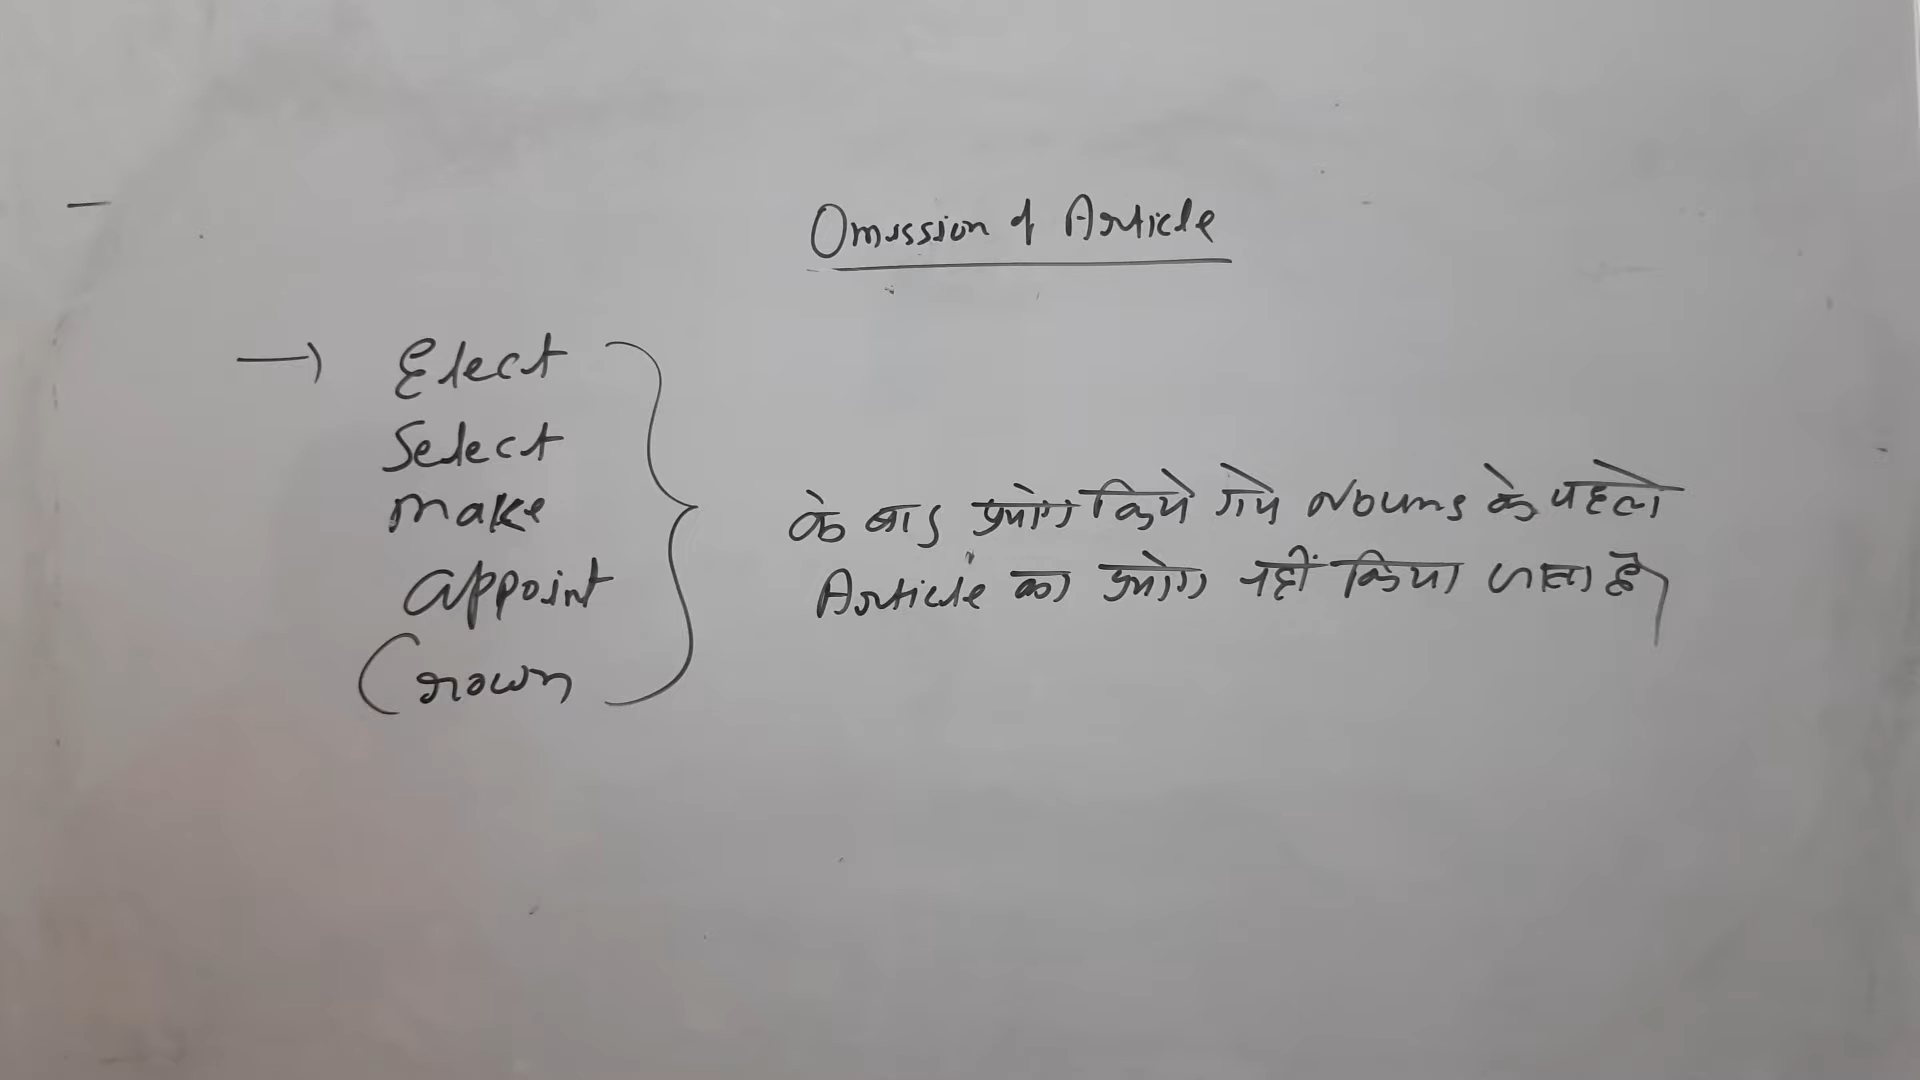 Omission of Article
→ Elect
Select
Make
Appoint
Crown
के बाद प्रयोग किये गये Nouns के पहले
Article का प्रयोग नहीं किया जाता है।